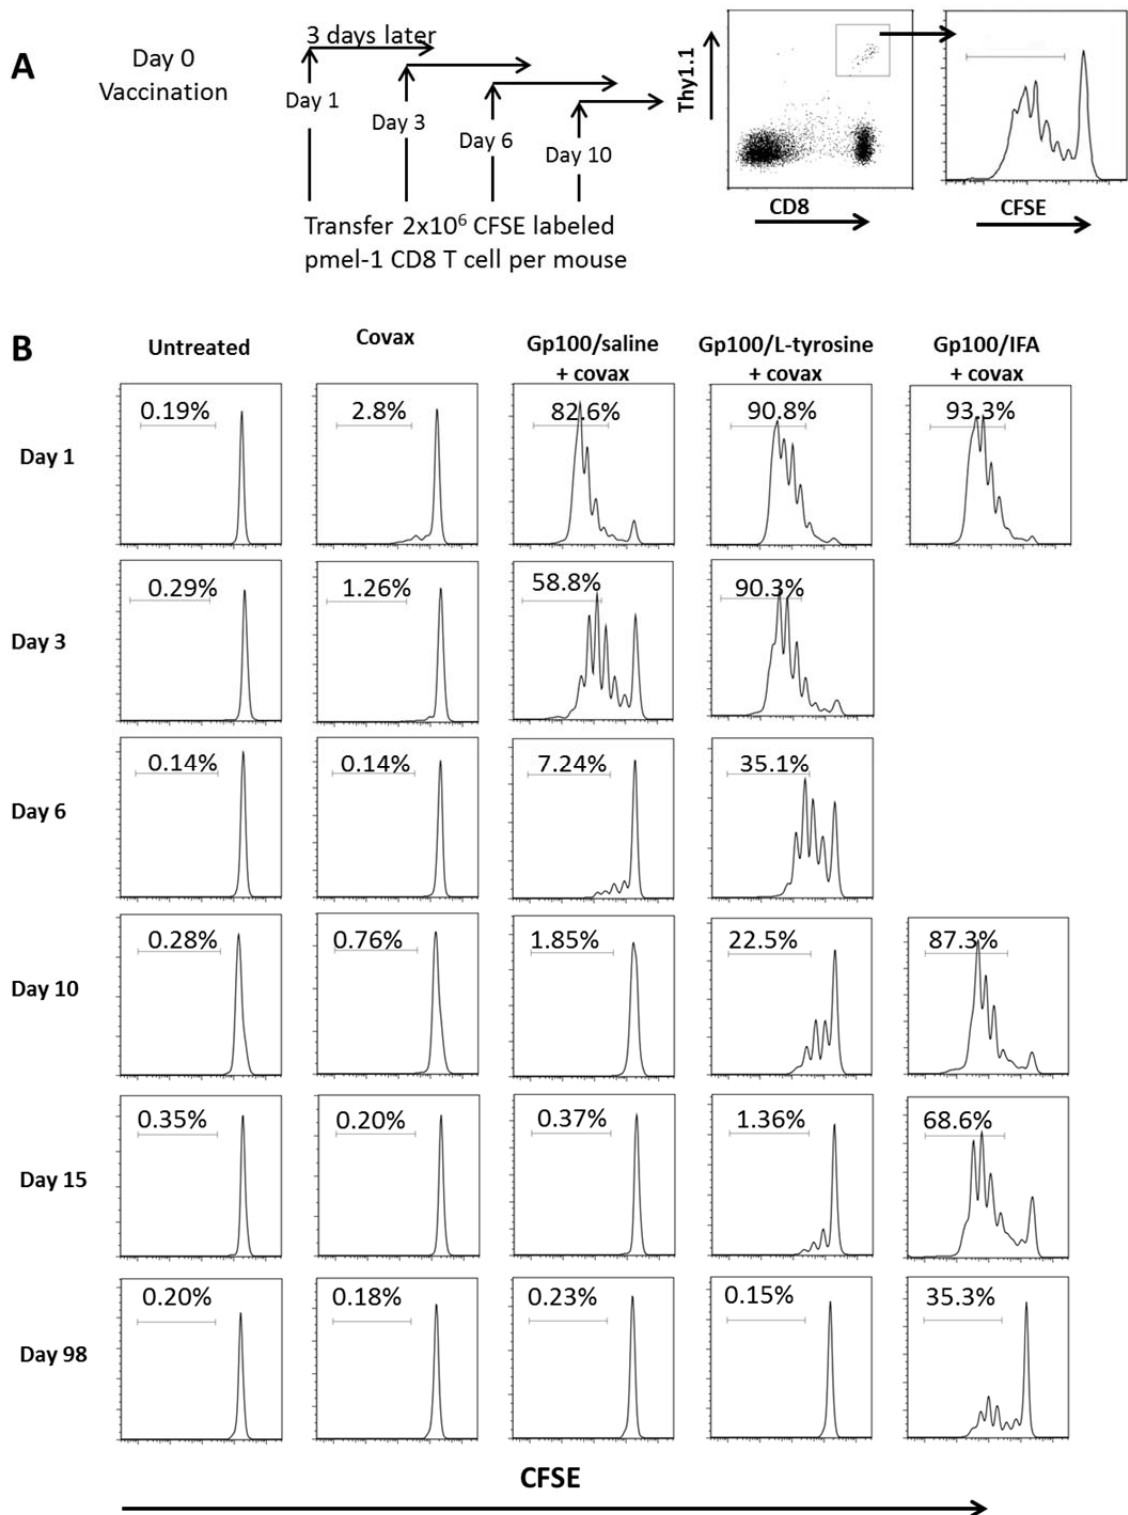 A
Day 0
Vaccination
3 days later
Day 1
Day 3
Day 6
Day 10
Transfer 2x10⁶ CFSE labeled
pmel-1 CD8 T cell per mouse
Thy1.1
CD8
CFSE
B
Untreated
Covax
Gp100/saline
+ covax
Gp100/L-tyrosine
+ covax
Gp100/IFA
+ covax
Day 1
0.19%
2.8%
82.6%
90.8%
93.3%
Day 3
0.29%
1.26%
58.8%
90.3%
Day 6
0.14%
0.14%
7.24%
35.1%
Day 10
0.28%
0.76%
1.85%
22.5%
87.3%
Day 15
0.35%
0.20%
0.37%
1.36%
68.6%
Day 98
0.20%
0.18%
0.23%
0.15%
35.3%
CFSE